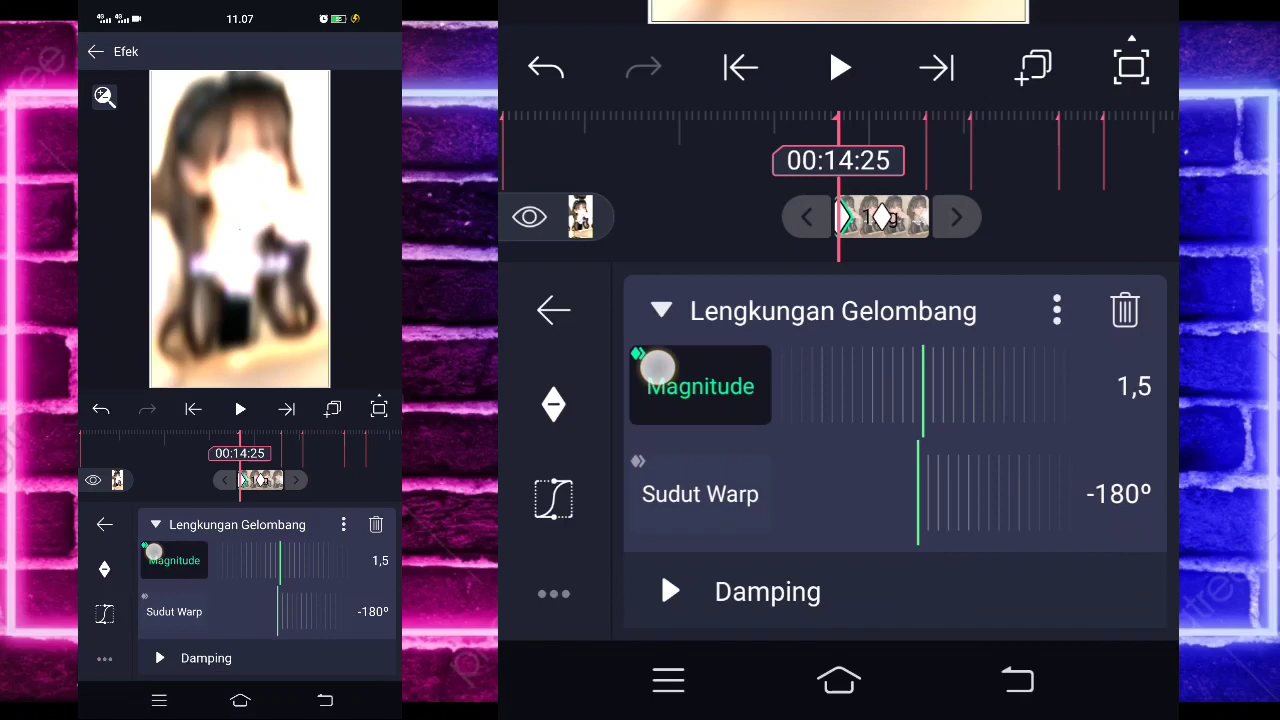 11.07
Efek
00:14:25
Lengkungan Gelombang
Magnitude
1,5
Sudut Warp
-180º
Damping
00:14:25
Lengkungan Gelombang
Magnitude
1,5
Sudut Warp
-180º
Damping